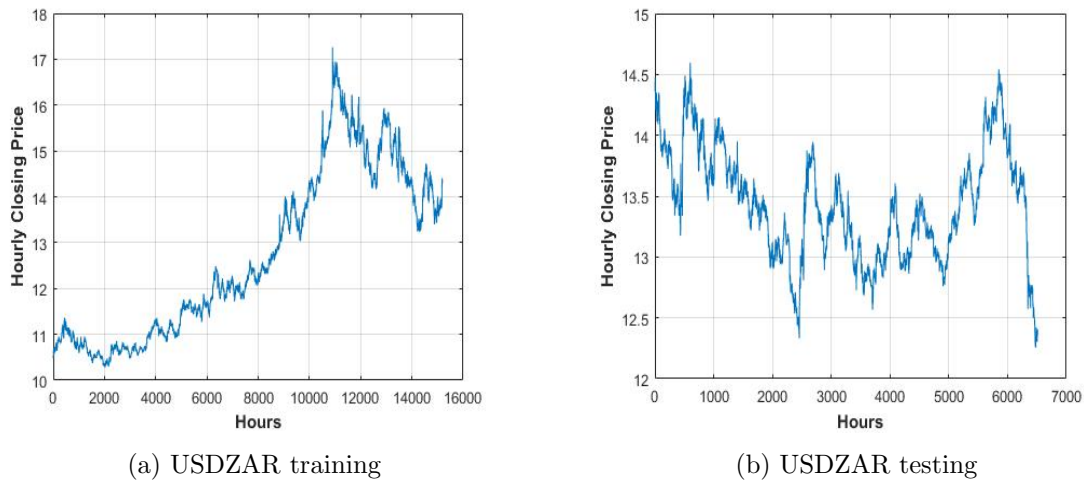 18
17
16
15
14
13
12
11
10
Hourly Closing Price
0 2000 4000 6000 8000 10000 12000 14000 16000
Hours
(a) USDZAR training
15
14.5
14
13.5
13
12.5
12
Hourly Closing Price
0 1000 2000 3000 4000 5000 6000 7000
Hours
(b) USDZAR testing